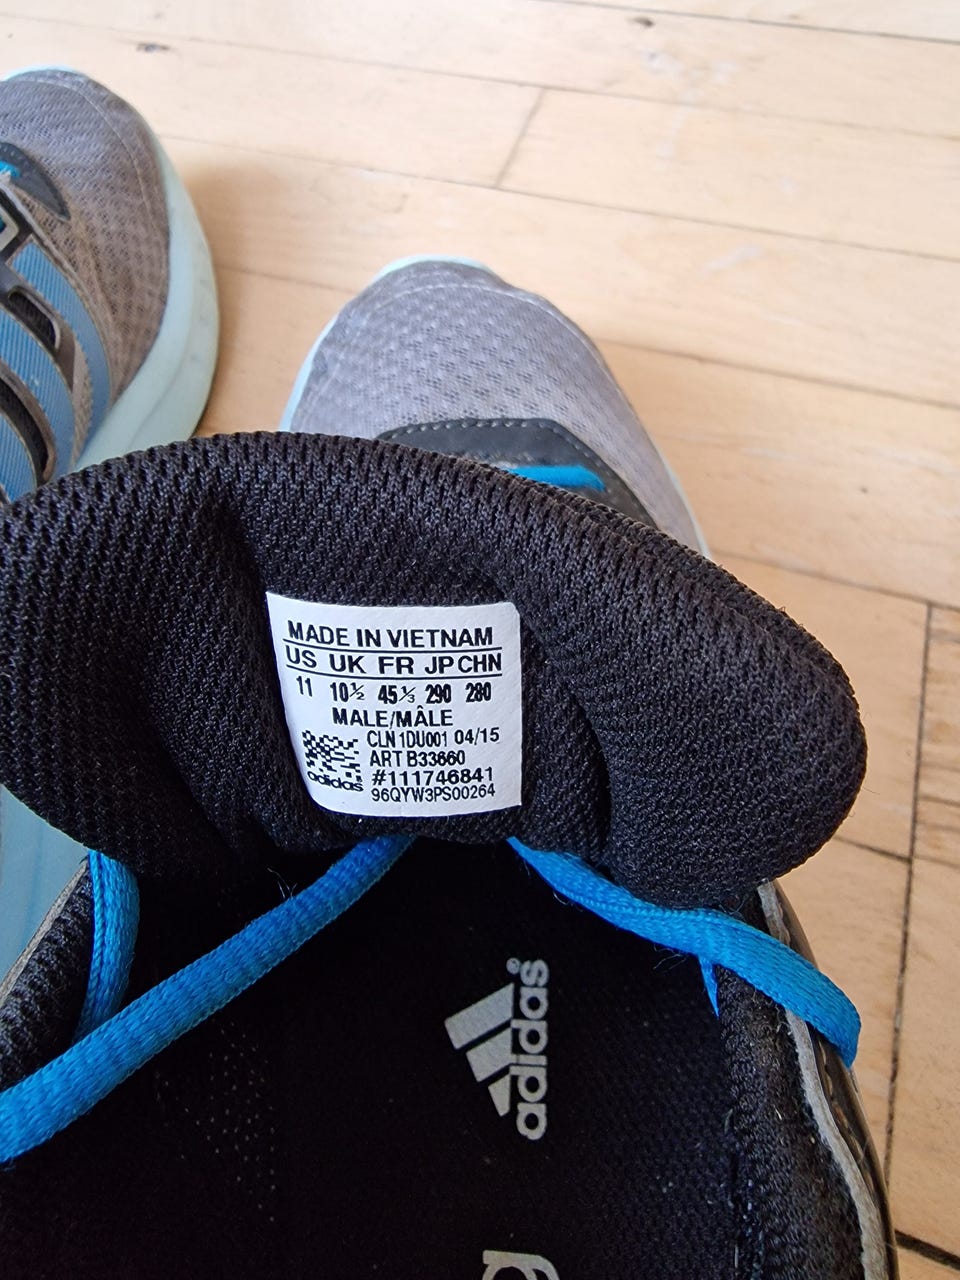 MADE IN VIETNAM
US UK FR JP CHN
11 10½ 45⅓ 290 280
MALE/MÂLE
CLN 1DU001 04/15
ART B33660
#111746841
adidas
96QYW3PS00264
adidas®